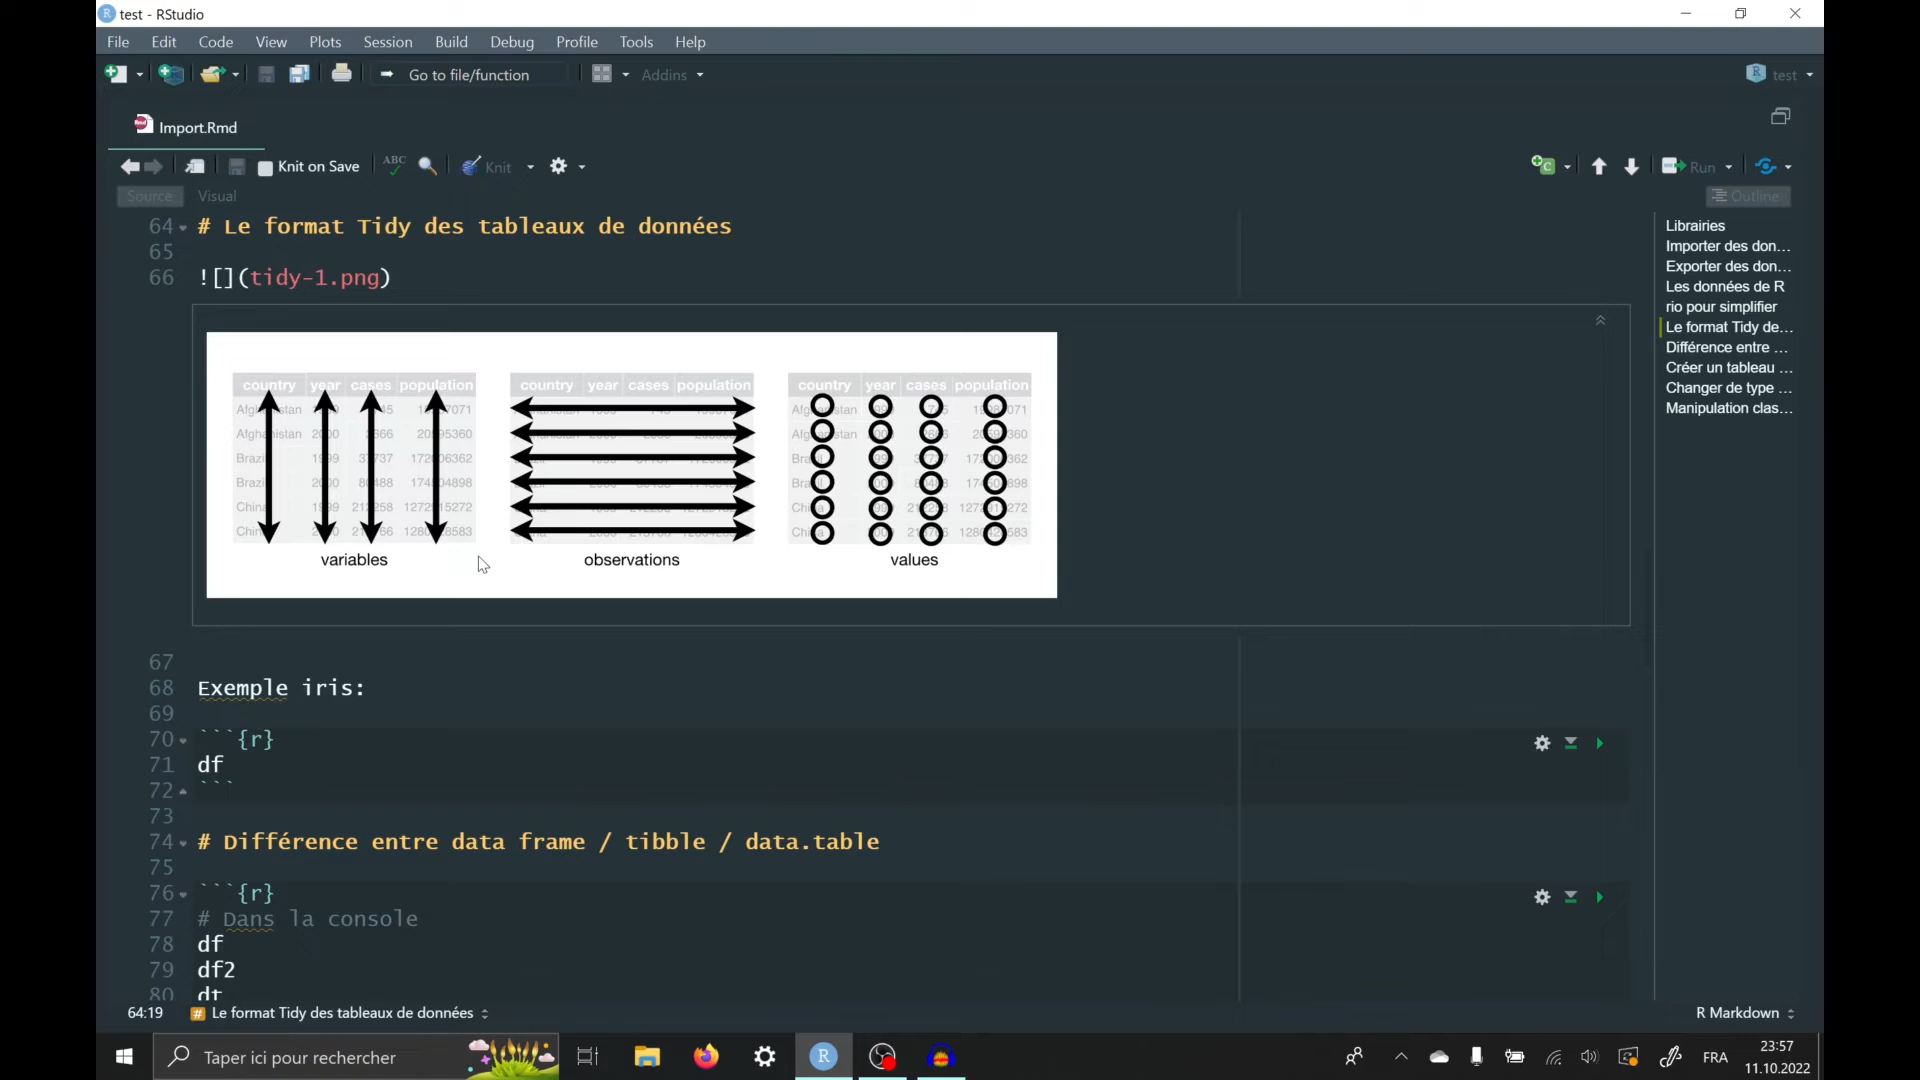 test - RStudio
File Edit Code View Plots Session Build Debug Profile Tools Help
Go to file/function Addins test
Import.Rmd
Knit on Save ABC Knit Run
Source Visual Outline
64 # Le format Tidy des tableaux de données
65
66 ![](tidy-1.png)
country year cases population country year cases population country year cases population
variables observations values
67
68 Exemple iris:
69
70 ```{r}
71 df
72 ```
73
74 # Différence entre data frame / tibble / data.table
75
76 ```{r}
77 # Dans la console
78 df
79 df2
80 dt
Librairies
Importer des don...
Exporter des don...
Les données de R
rio pour simplifier
Le format Tidy de...
Différence entre ...
Créer un tableau ...
Changer de type ...
Manipulation clas...
64:19 # Le format Tidy des tableaux de données R Markdown
Taper ici pour rechercher FRA 23:57
11.10.2022